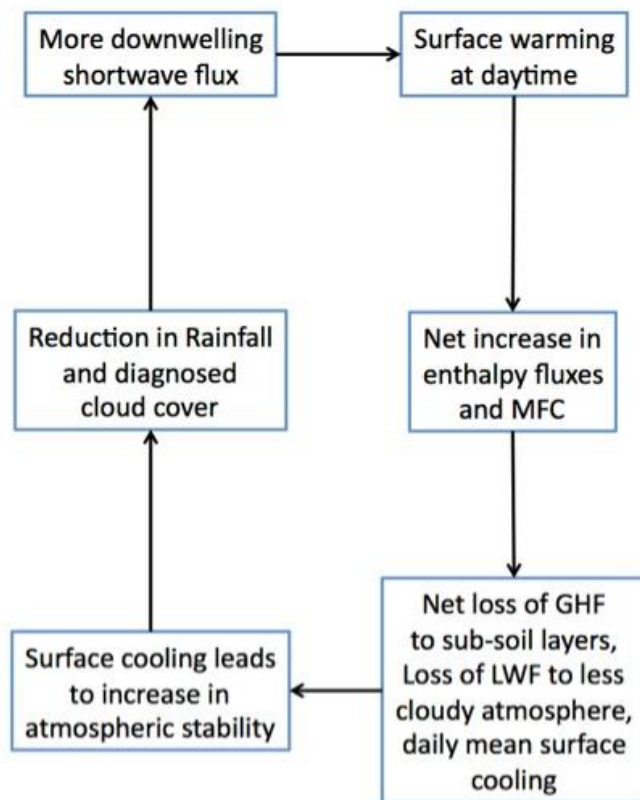 More downwelling
shortwave flux
Surface warming
at daytime
Net increase in
enthalpy fluxes
and MFC
Net loss of GHF
to sub-soil layers,
Loss of LWF to less
cloudy atmosphere,
daily mean surface
cooling
Surface cooling leads
to increase in
atmospheric stability
Reduction in Rainfall
and diagnosed
cloud cover